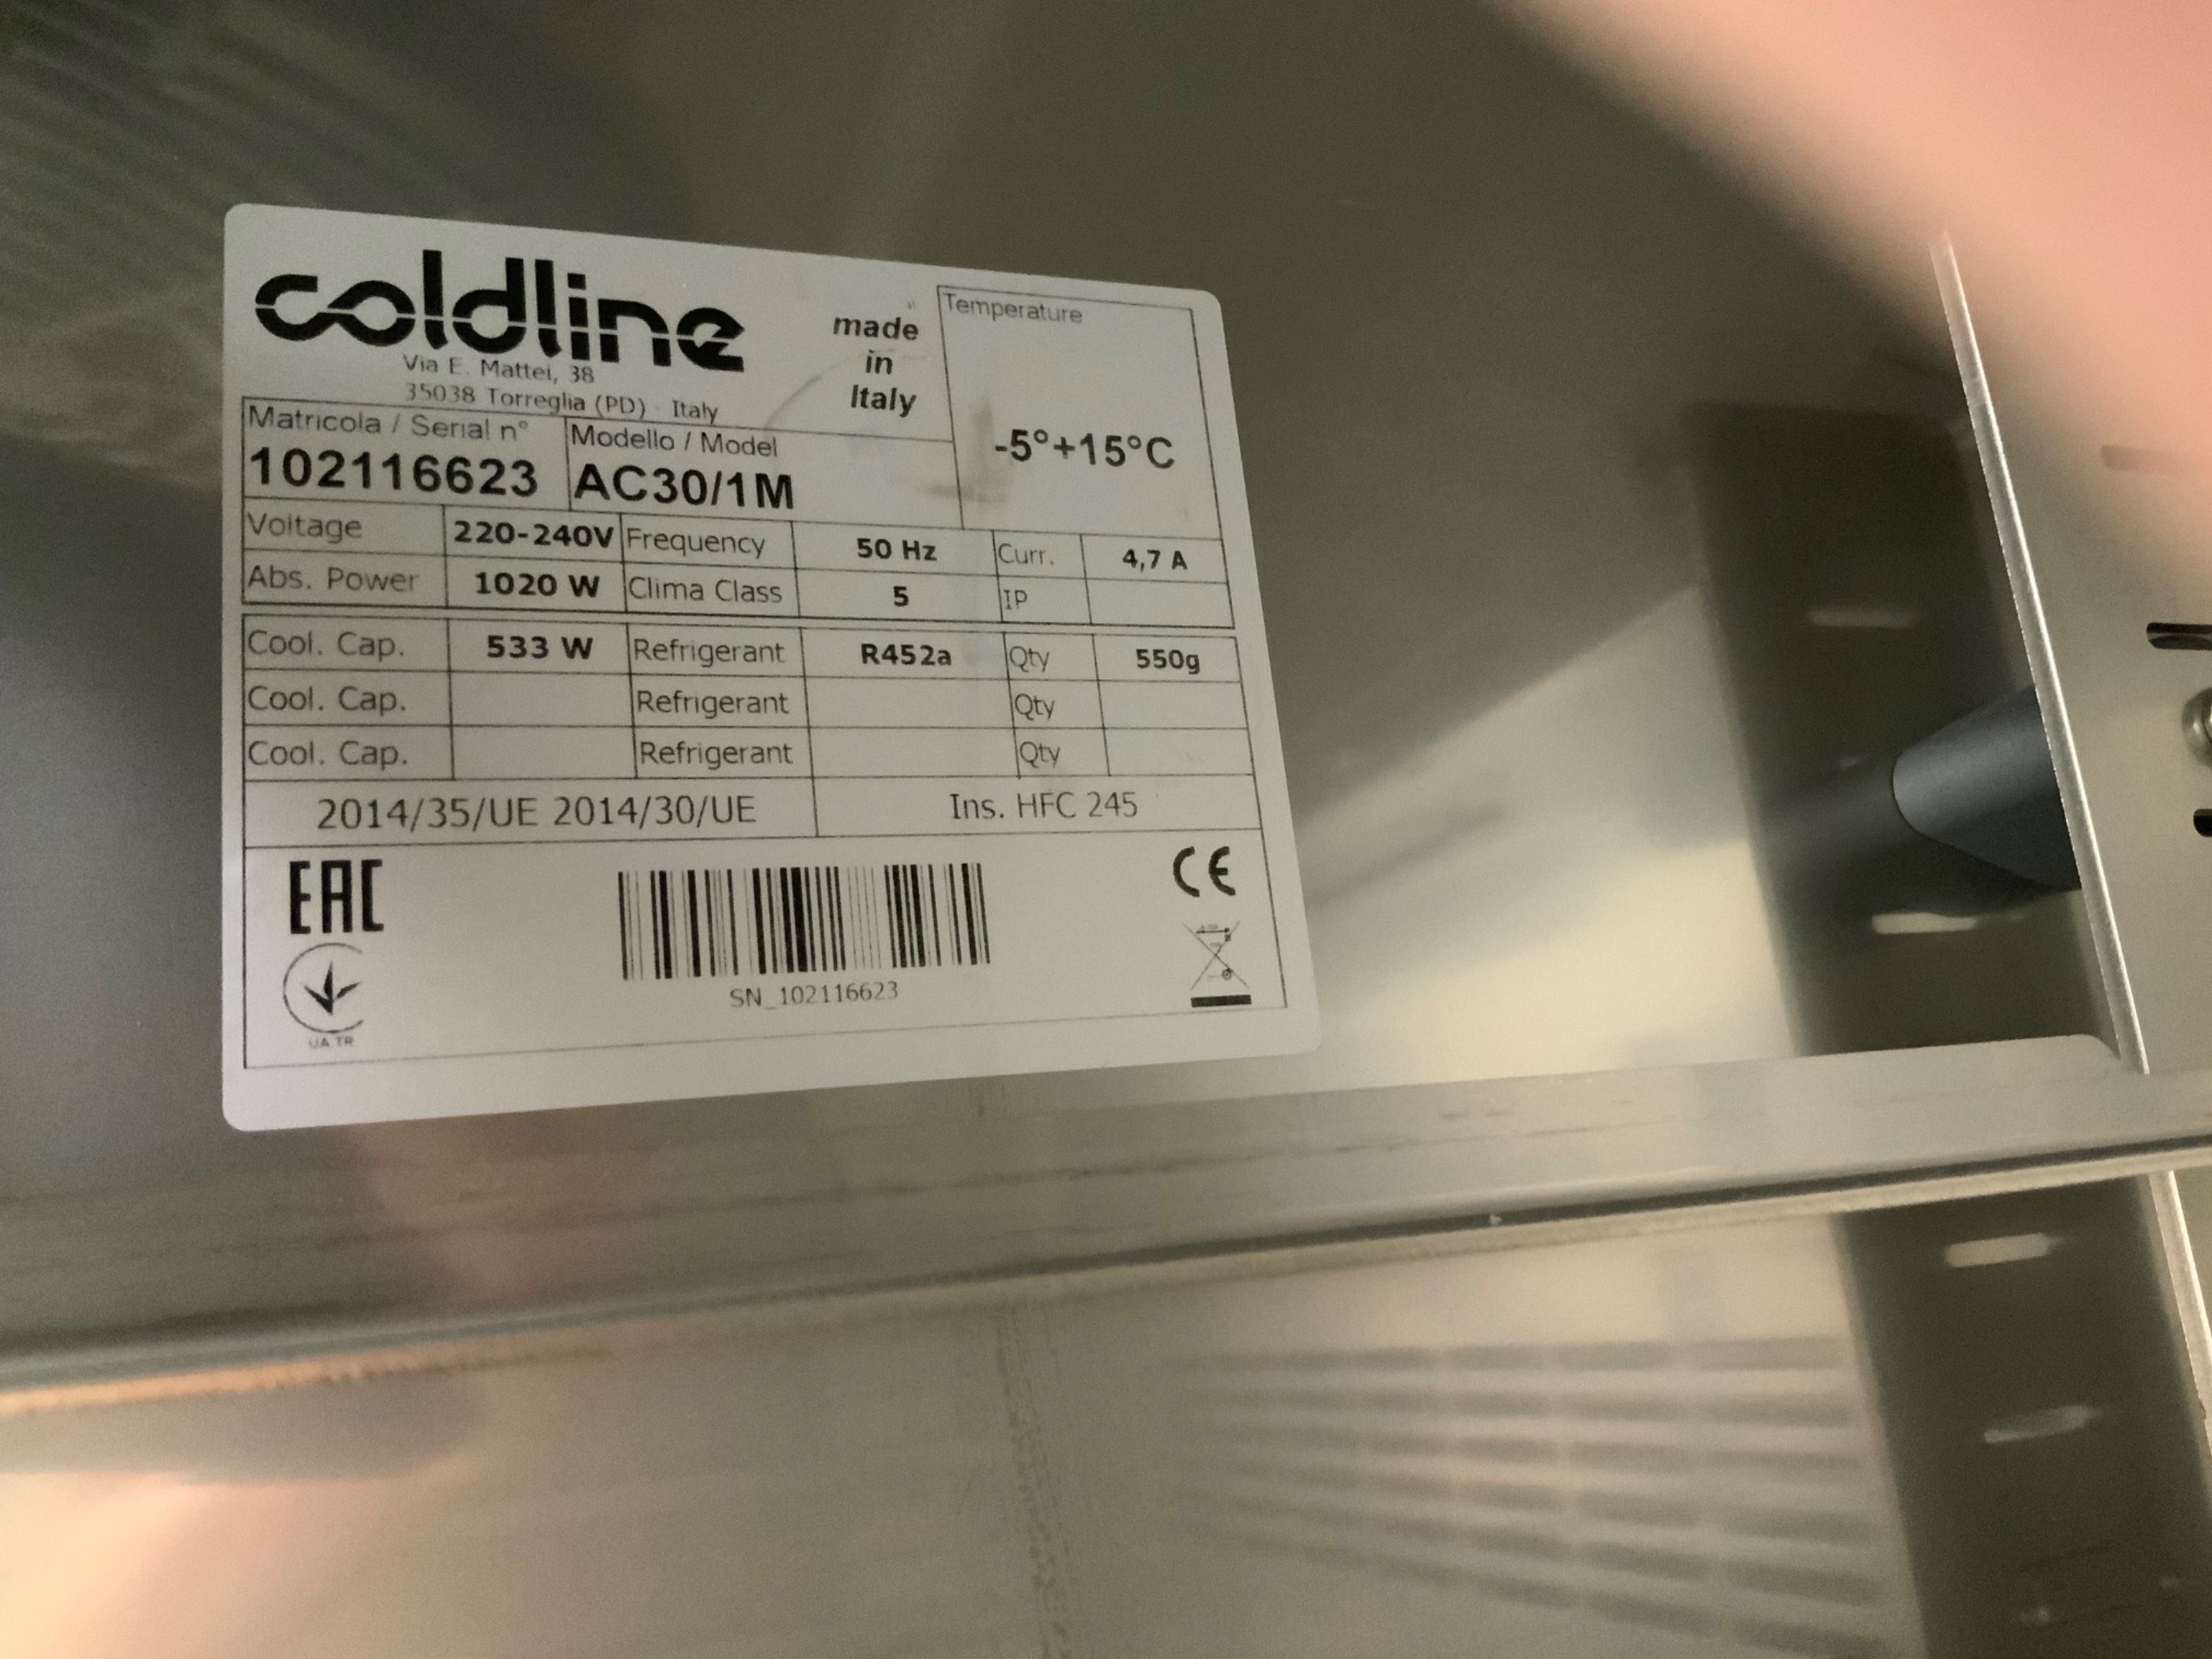 coldline
Via E. Mattei, 38
35038 Torreglia (PD) - Italy
made
in
Italy
Temperature
-5°+15°C
Matricola / Serial n° Modello / Model
102116623 AC30/1M
Voltage 220-240V Frequency 50 Hz Curr. 4,7 A
Abs. Power 1020 W Clima Class 5 IP
Cool. Cap. 533 W Refrigerant R452a Qty 550g
Cool. Cap. Refrigerant Qty
Cool. Cap. Refrigerant Qty
2014/35/UE 2014/30/UE Ins. HFC 245
EAC CE
UA TR
SN_102116623